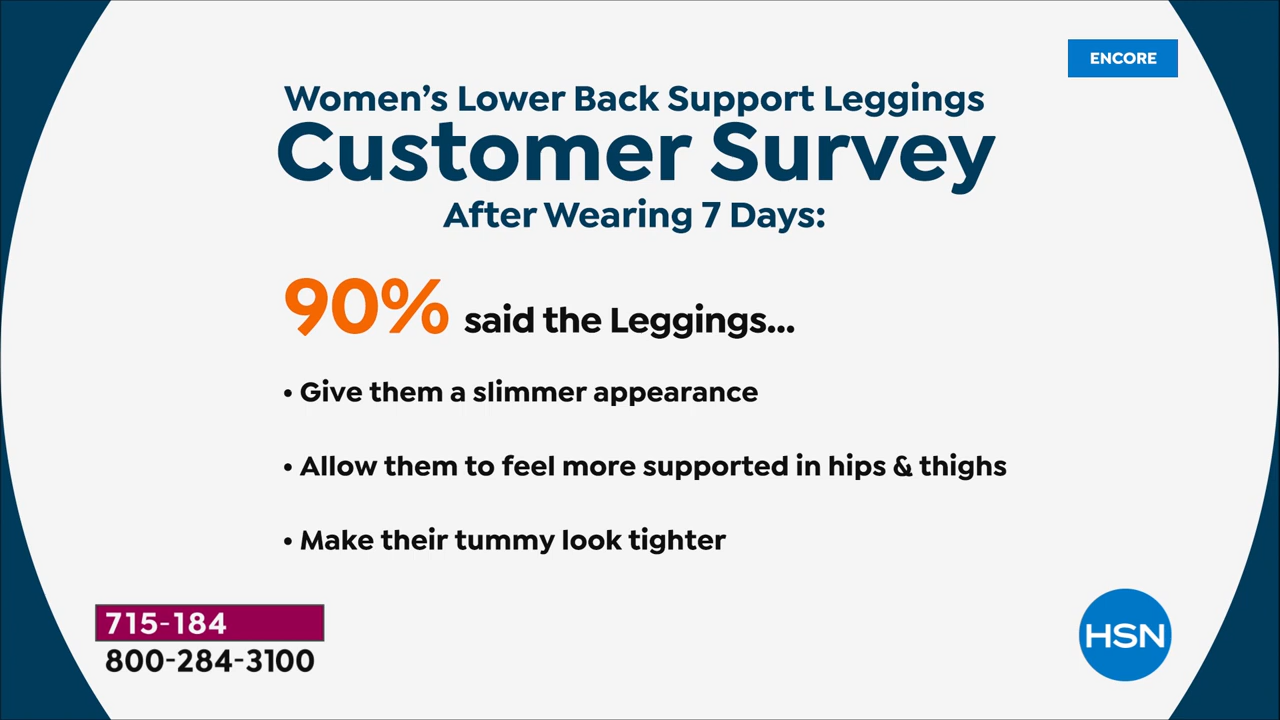 ENCORE
Women's Lower Back Support Leggings
Customer Survey
After Wearing 7 Days:
90% said the Leggings...
• Give them a slimmer appearance
• Allow them to feel more supported in hips & thighs
• Make their tummy look tighter
715-184
800-284-3100
HSN